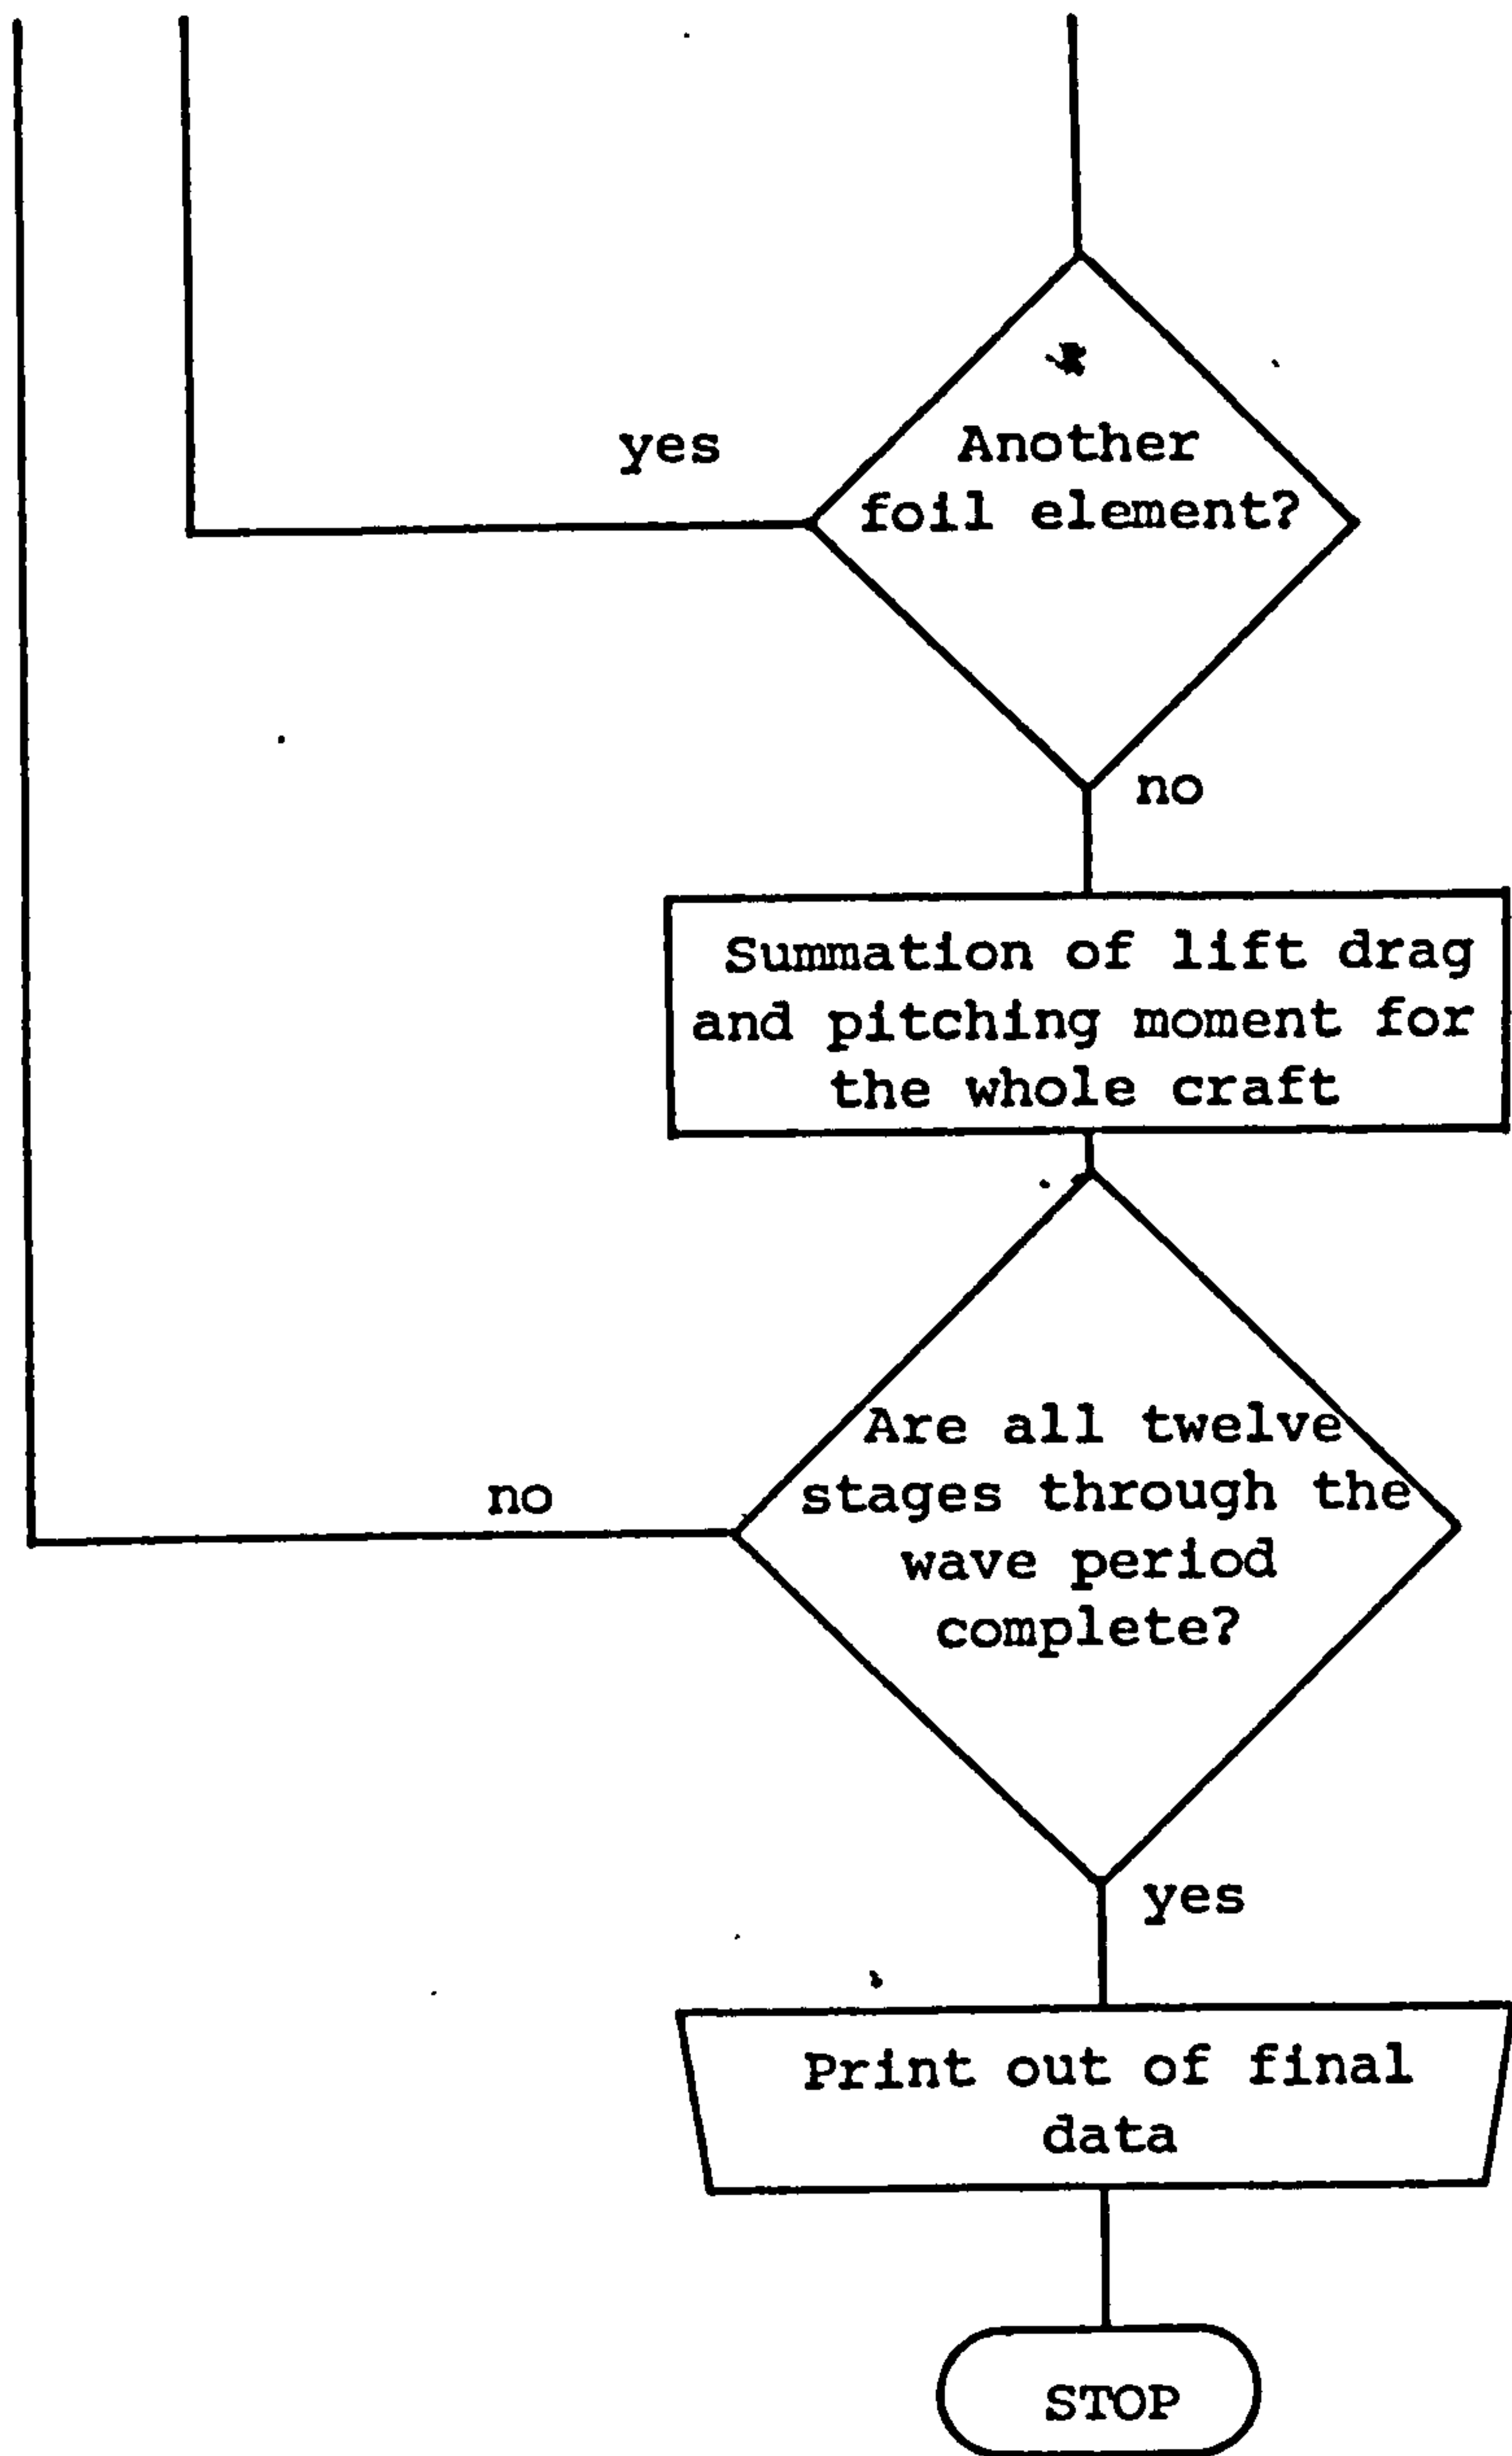 Another
foil element?
yes
no
Summation of lift drag
and pitching moment for
the whole craft
Are all twelve
stages through the
wave period
complete?
no
yes
Print out of final
data
STOP